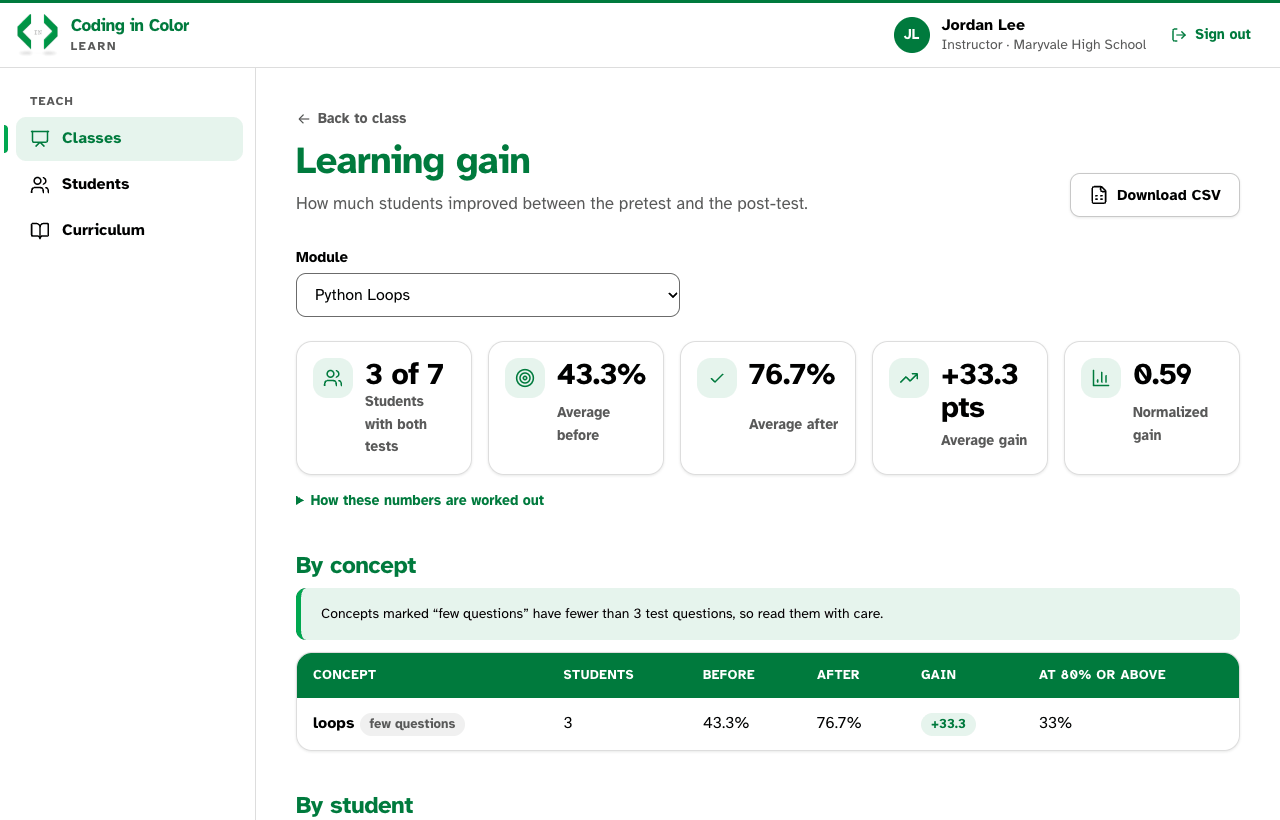 Coding in Color
LEARN
JL
Jordan Lee
Instructor · Maryvale High School
Sign out
TEACH
Classes
Students
Curriculum
Back to class
Learning gain
How much students improved between the pretest and the post-test.
Download CSV
Module
Python Loops
3 of 7
Students
with both
tests
43.3%
Average
before
76.7%
Average after
+33.3
pts
Average gain
0.59
Normalized
gain
How these numbers are worked out
By concept
Concepts marked “few questions” have fewer than 3 test questions, so read them with care.
CONCEPT STUDENTS BEFORE AFTER GAIN AT 80% OR ABOVE
loops few questions 3 43.3% 76.7% +33.3 33%
By student